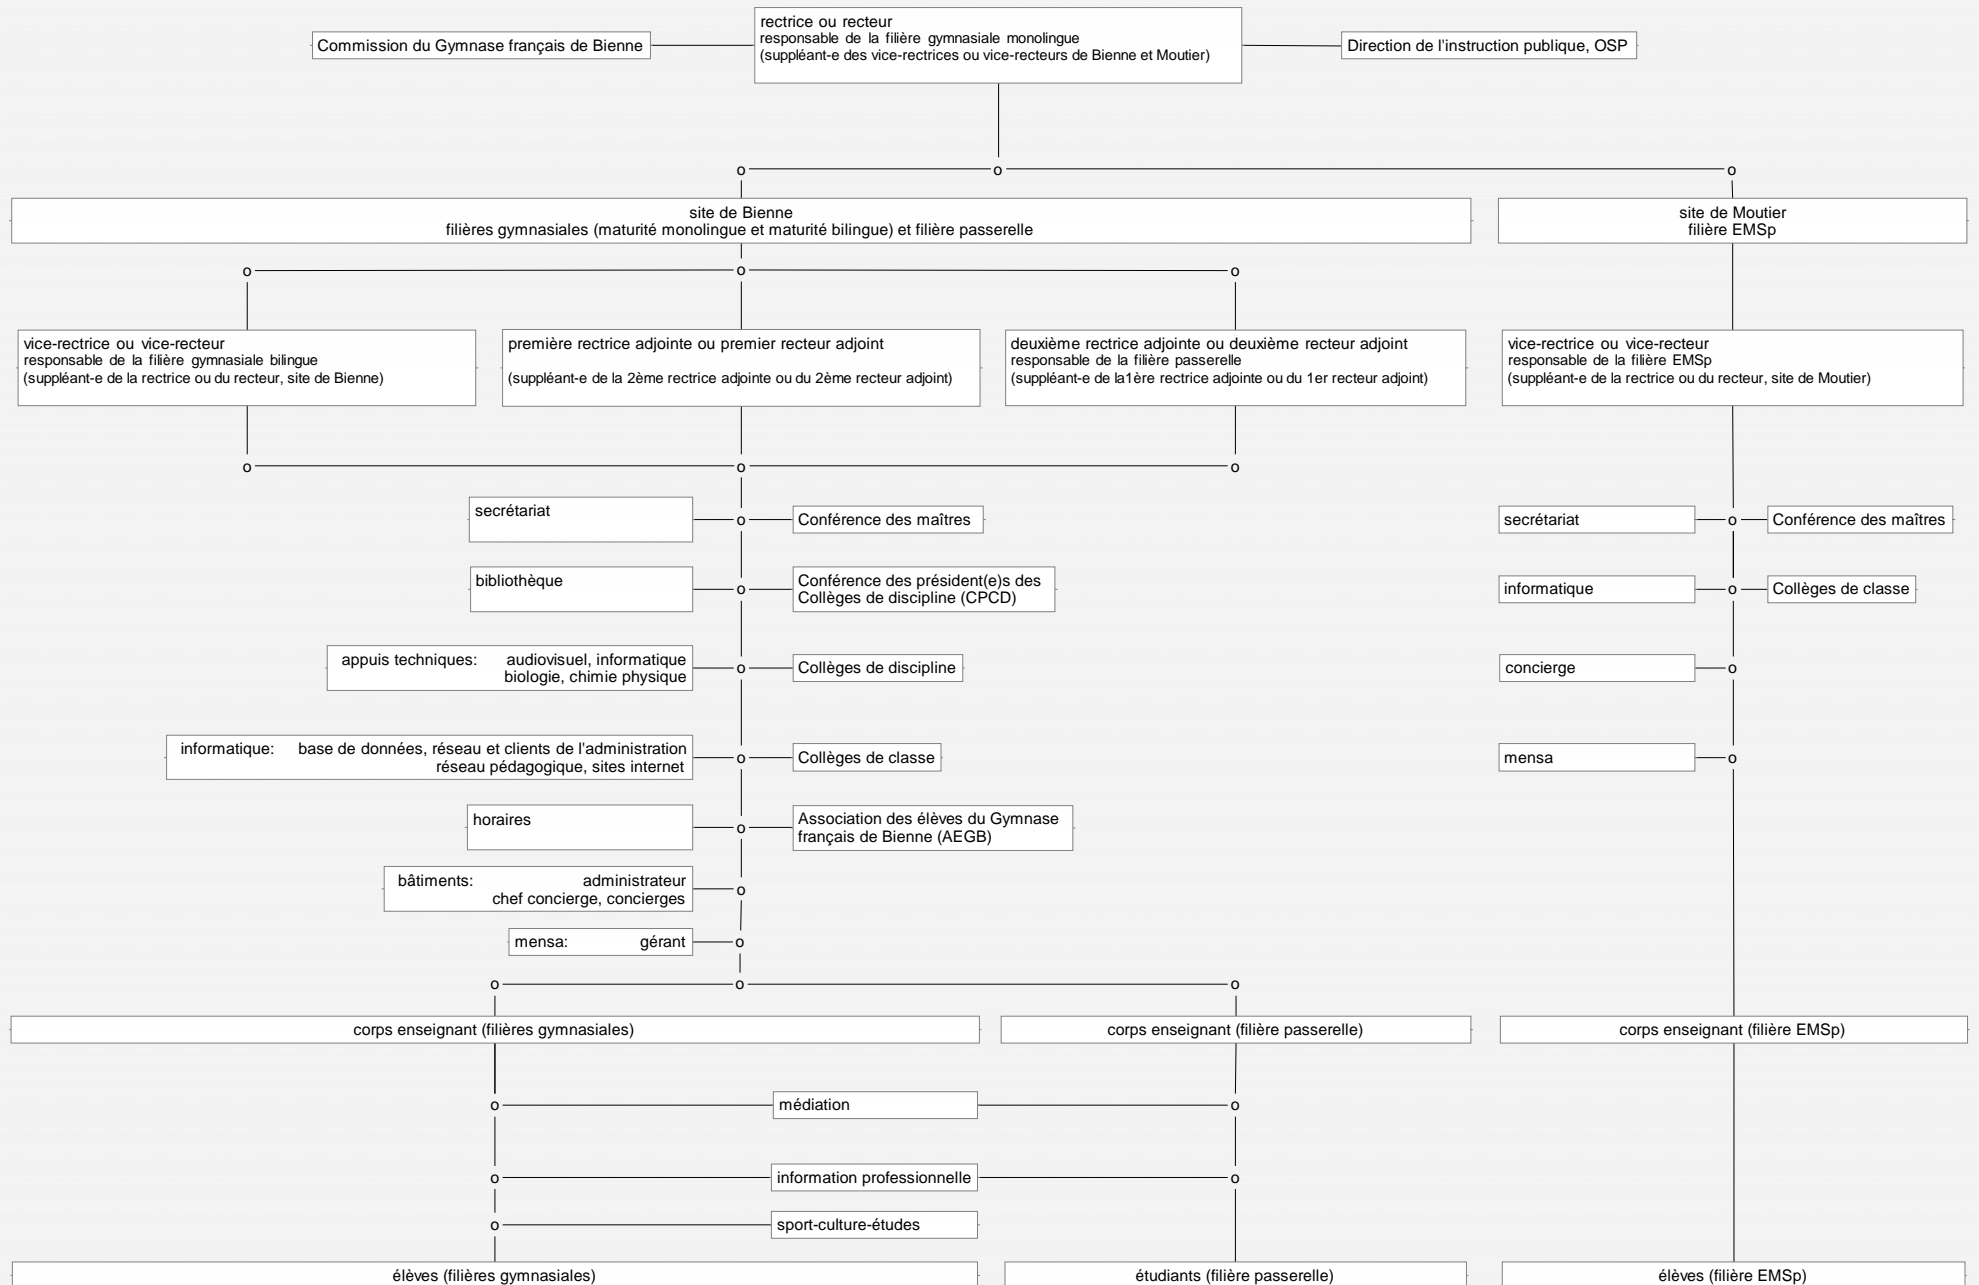 rectrice ou recteur
responsable de la filière gymnasiale monolingue
(suppléant-e des vice-rectrices ou vice-recteurs de Bienne et Moutier)
Commission du Gymnase français de Bienne
Direction de l'instruction publique, OSP
site de Bienne
filières gymnasiales (maturité monolingue et maturité bilingue) et filière passerelle
site de Moutier
filière EMSp
vice-rectrice ou vice-recteur
responsable de la filière gymnasiale bilingue
(suppléant-e de la rectrice ou du recteur, site de Bienne)
première rectrice adjointe ou premier recteur adjoint
(suppléant-e de la 2ème rectrice adjointe ou du 2ème recteur adjoint)
deuxième rectrice adjointe ou deuxième recteur adjoint
responsable de la filière passerelle
(suppléant-e de la1ère rectrice adjointe ou du 1er recteur adjoint)
vice-rectrice ou vice-recteur
responsable de la filière EMSp
(suppléant-e de la rectrice ou du recteur, site de Moutier)
secrétariat
Conférence des maîtres
secrétariat
Conférence des maîtres
bibliothèque
Conférence des président(e)s des
Collèges de discipline (CPCD)
informatique
Collèges de classe
appuis techniques: audiovisuel, informatique
biologie, chimie physique
Collèges de discipline
concierge
informatique: base de données, réseau et clients de l'administration
réseau pédagogique, sites internet
Collèges de classe
mensa
horaires
Association des élèves du Gymnase
français de Bienne (AEGB)
bâtiments: administrateur
chef concierge, concierges
mensa: gérant
corps enseignant (filières gymnasiales)
corps enseignant (filière passerelle)
corps enseignant (filière EMSp)
médiation
information professionnelle
sport-culture-études
élèves (filières gymnasiales)
étudiants (filière passerelle)
élèves (filière EMSp)